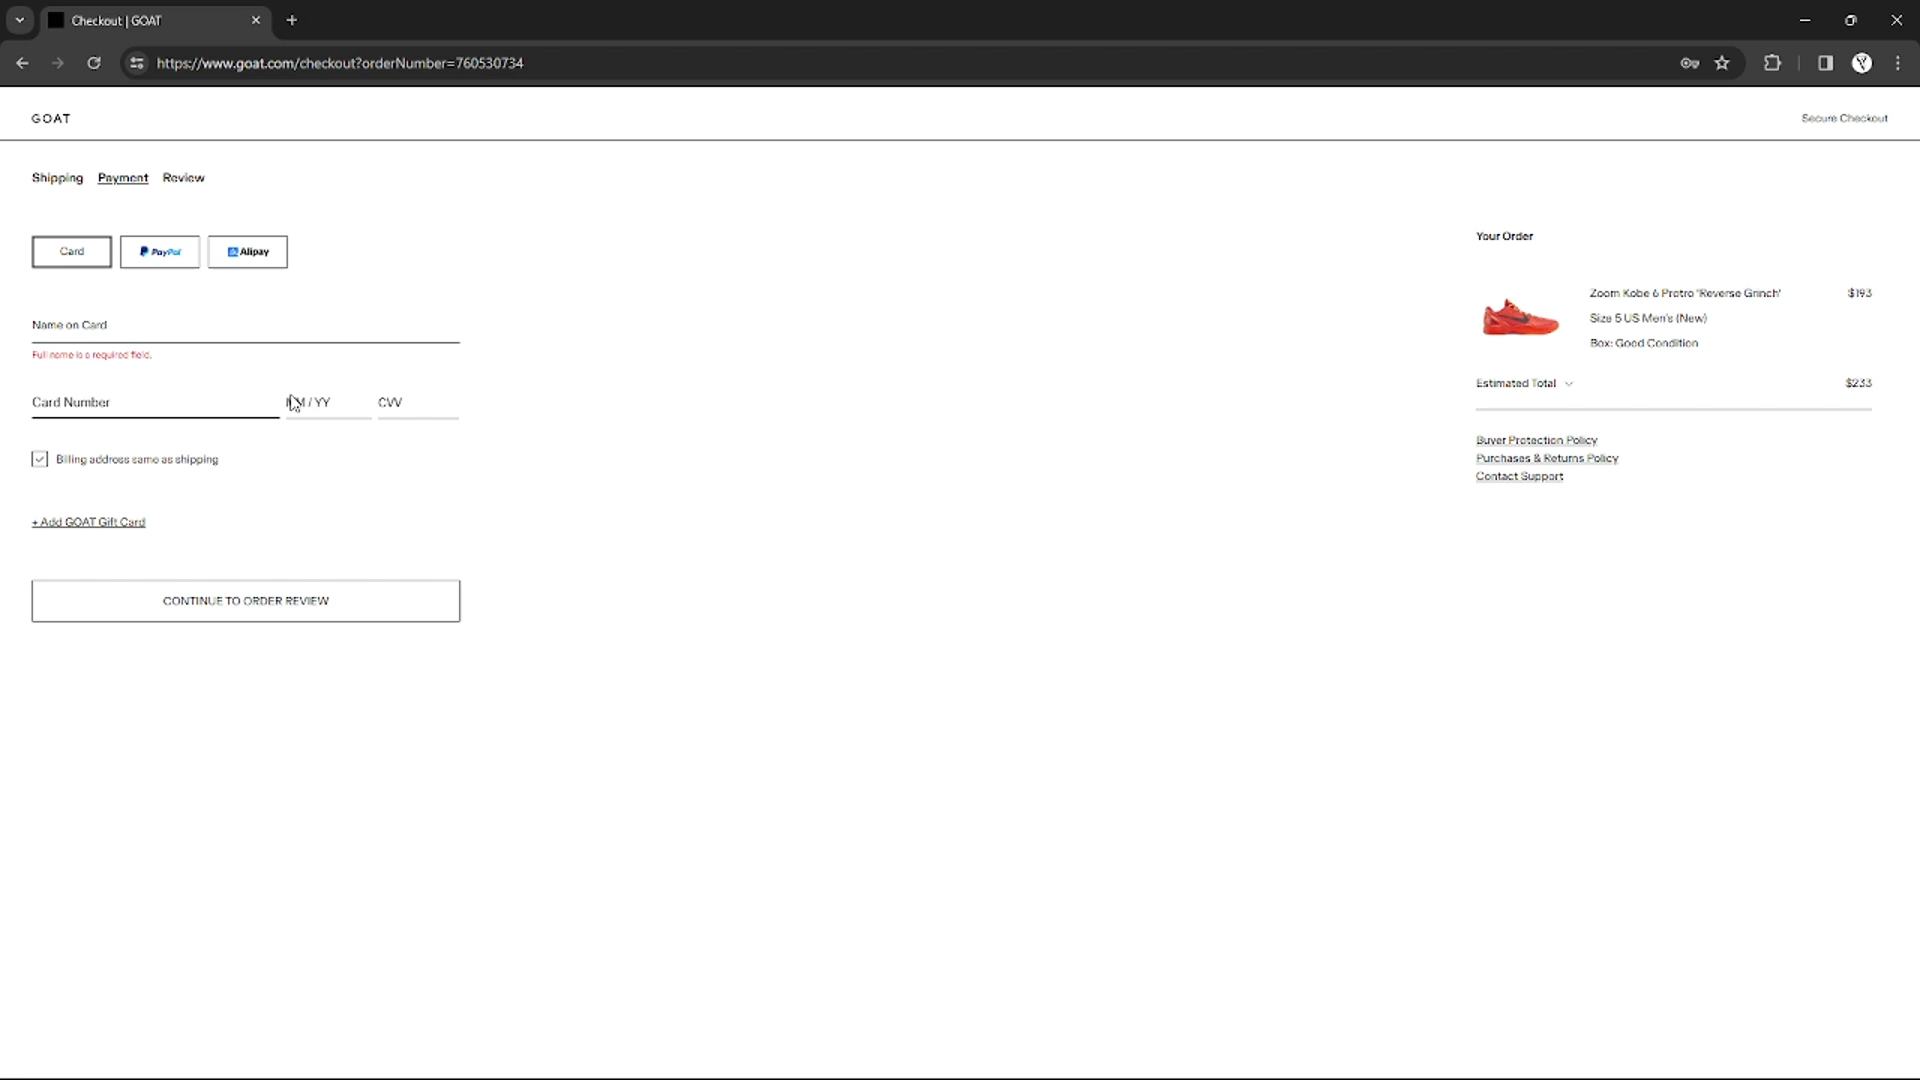 Checkout | GOAT
https://www.goat.com/checkout?orderNumber=760530734
GOAT
Secure Checkout
Shipping Payment Review
Card PayPal Alipay
Name on Card
Full name is a required field.
Card Number MM / YY CVV
Billing address same as shipping
+ Add GOAT Gift Card
CONTINUE TO ORDER REVIEW
Your Order
Zoom Kobe 6 Protro 'Reverse Grinch' $193
Size 5 US Men's (New)
Box: Good Condition
Estimated Total $233
Buyer Protection Policy
Purchases & Returns Policy
Contact Support